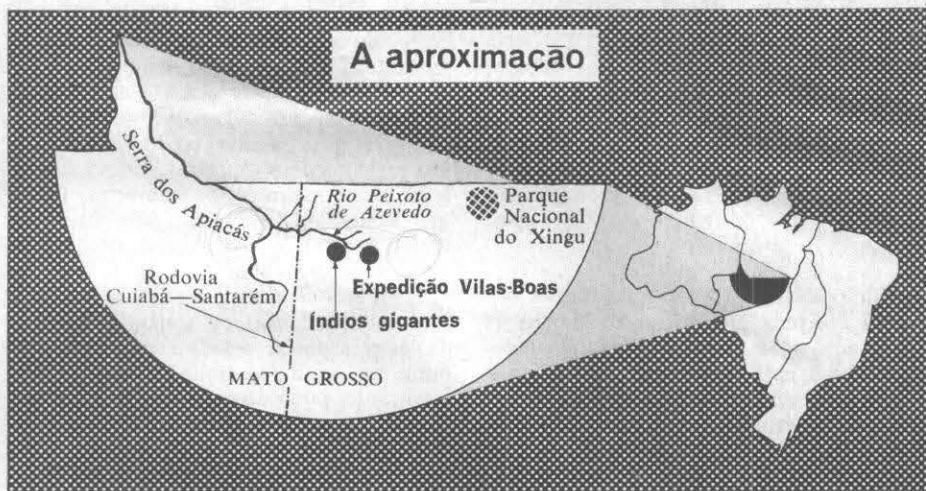 A aproximação
Serra dos Apiacás
Rio Peixoto
de Azevedo
Parque
Nacional
do Xingu
Rodovia
Cuiabá—Santarém
Expedição Vilas-Boas
Índios gigantes
MATO GROSSO